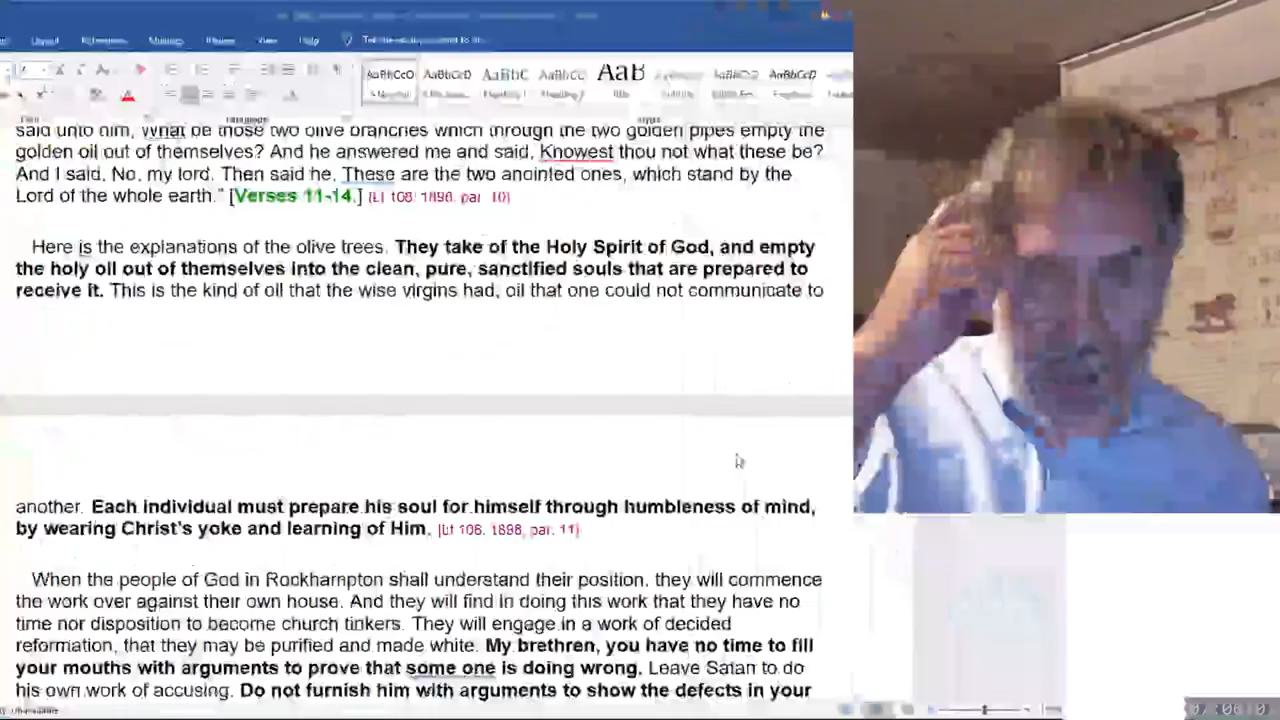 Layout References Mailings Review View Help
AaBbCcD AaBbCcD AaBbC AaBbCc AaB AaBbCcD AaBbCcD AaBbCcD
said unto him, What be those two olive branches which through the two golden pipes empty the
golden oil out of themselves? And he answered me and said, Knowest thou not what these be?
And I said, No, my lord. Then said he, These are the two anointed ones, which stand by the
Lord of the whole earth." [Verses 11-14.] {Lt 108, 1898, par. 10}
Here is the explanations of the olive trees. They take of the Holy Spirit of God, and empty
the holy oil out of themselves into the clean, pure, sanctified souls that are prepared to
receive it. This is the kind of oil that the wise virgins had, oil that one could not communicate to
another. Each individual must prepare his soul for himself through humbleness of mind,
by wearing Christ's yoke and learning of Him. {Lt 108, 1898, par. 11}
When the people of God in Rockhampton shall understand their position, they will commence
the work over against their own house. And they will find in doing this work that they have no
time nor disposition to become church tinkers. They will engage in a work of decided
reformation, that they may be purified and made white. My brethren, you have no time to fill
your mouths with arguments to prove that some one is doing wrong. Leave Satan to do
his own work of accusing. Do not furnish him with arguments to show the defects in your